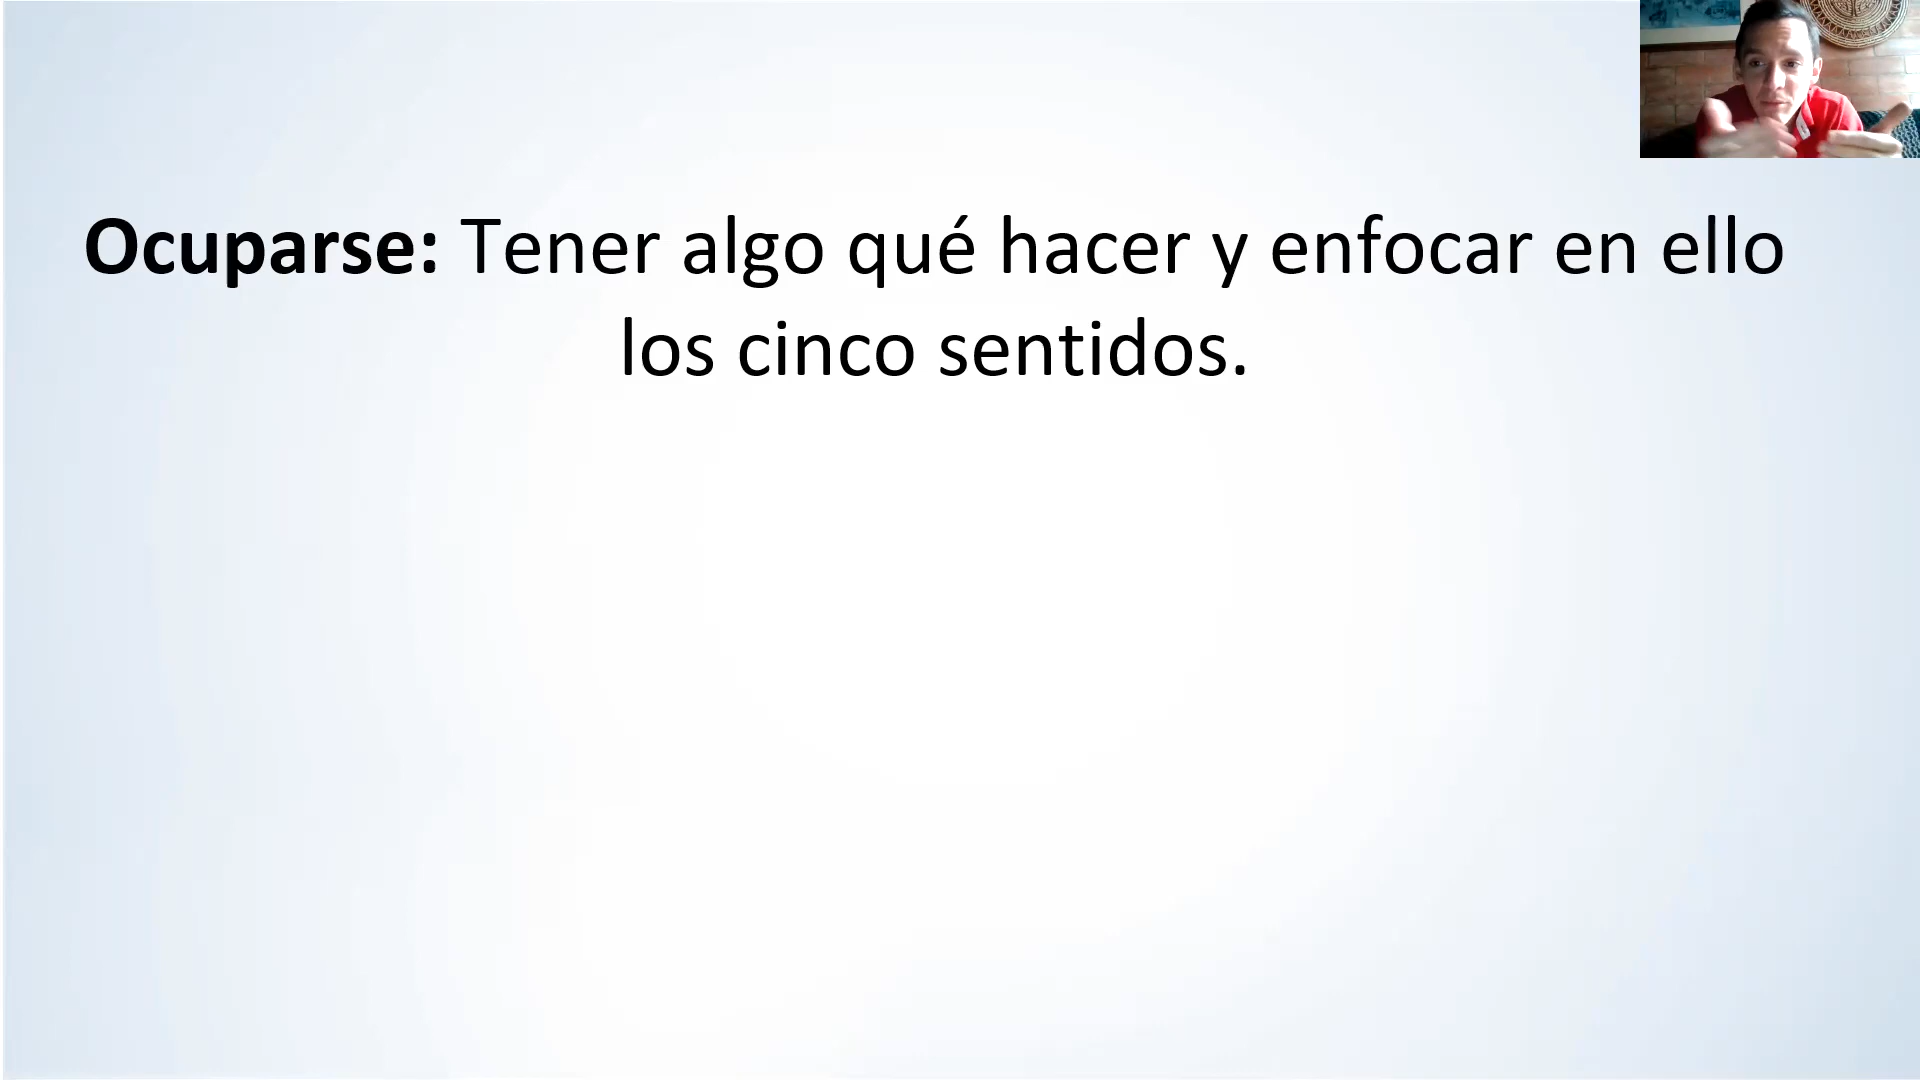 Ocuparse: Tener algo qué hacer y enfocar en ello
los cinco sentidos.